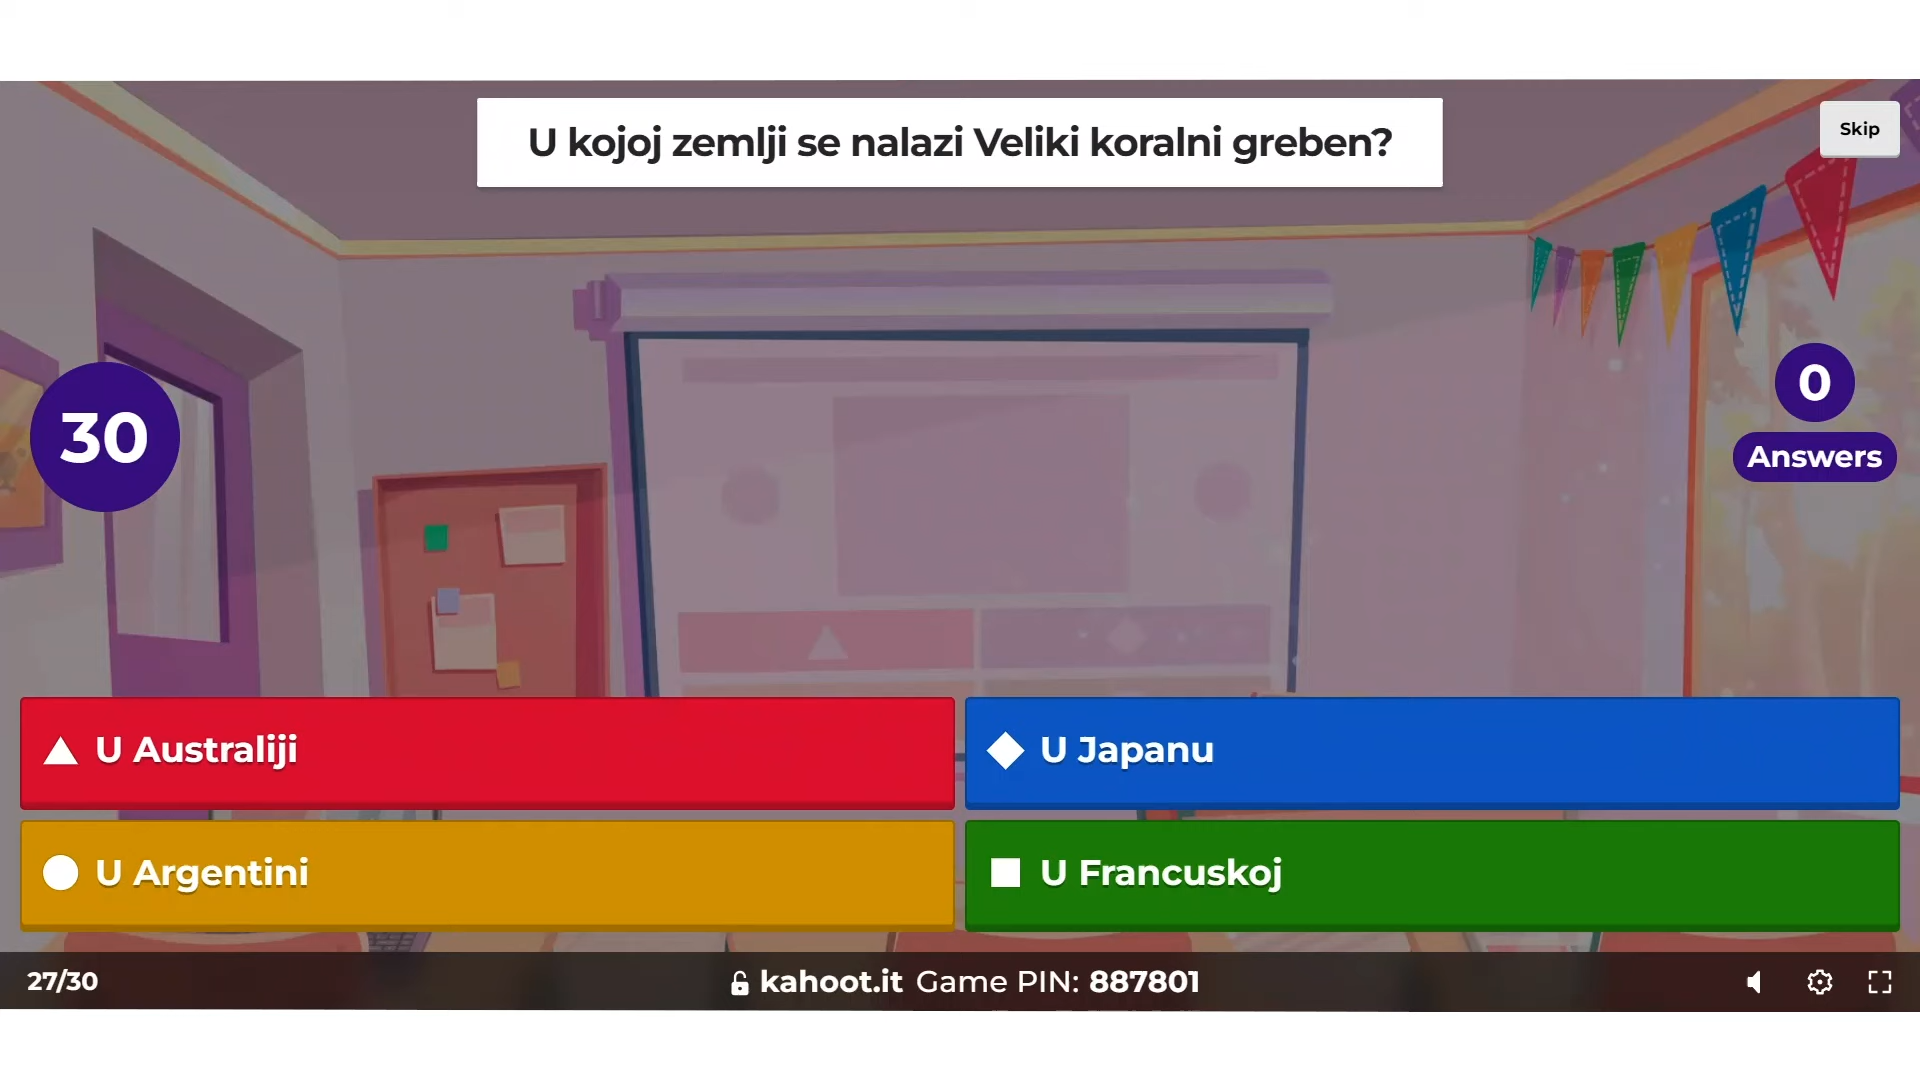 U kojoj zemlji se nalazi Veliki koralni greben?
Skip
30
0
Answers
U Australiji
U Japanu
U Argentini
U Francuskoj
27/30
kahoot.it Game PIN: 887801